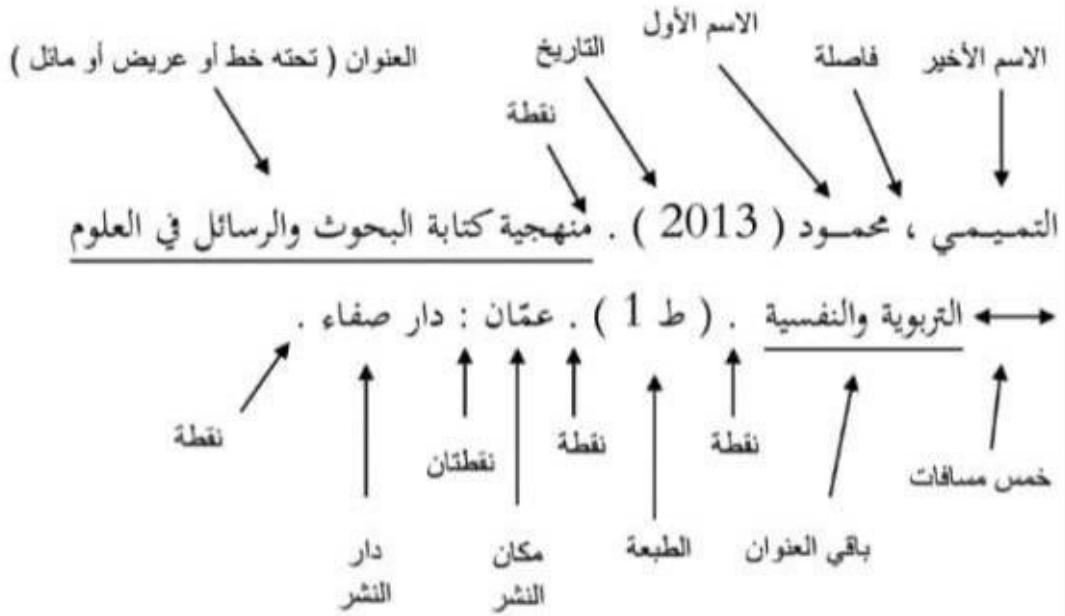 الاسم الأخير
فاصلة
الاسم الأول
التاريخ
نقطة
العنوان ( تحته خط أو عريض أو مائل )
التميمي ، محمود ( 2013 ) . منهجية كتابة البحوث والرسائل في العلوم
التربوية والنفسية . ( ط 1 ) . عمّان : دار صفاء .
خمس مسافات
باقي العنوان
نقطة
الطبعة
نقطة
مكان
النشر
نقطتان
دار
النشر
نقطة